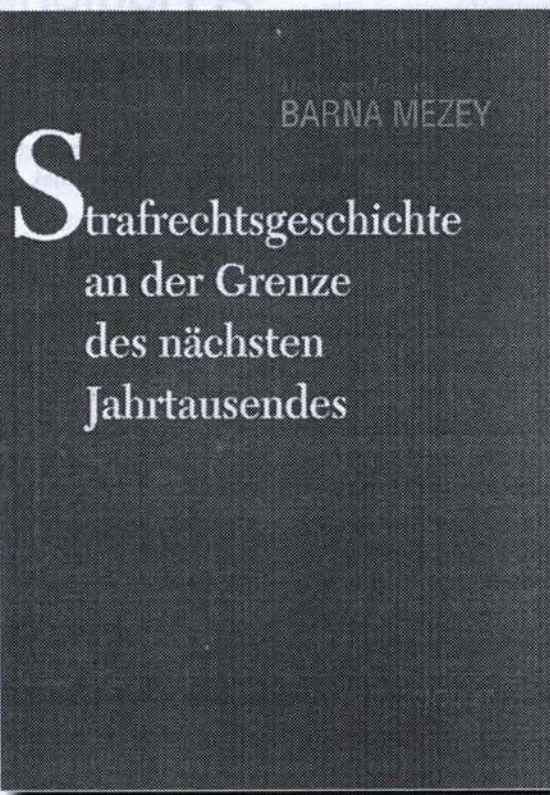 BARNA MEZEY
Strafrechtsgeschichte
an der Grenze
des nächsten
Jahrtausendes